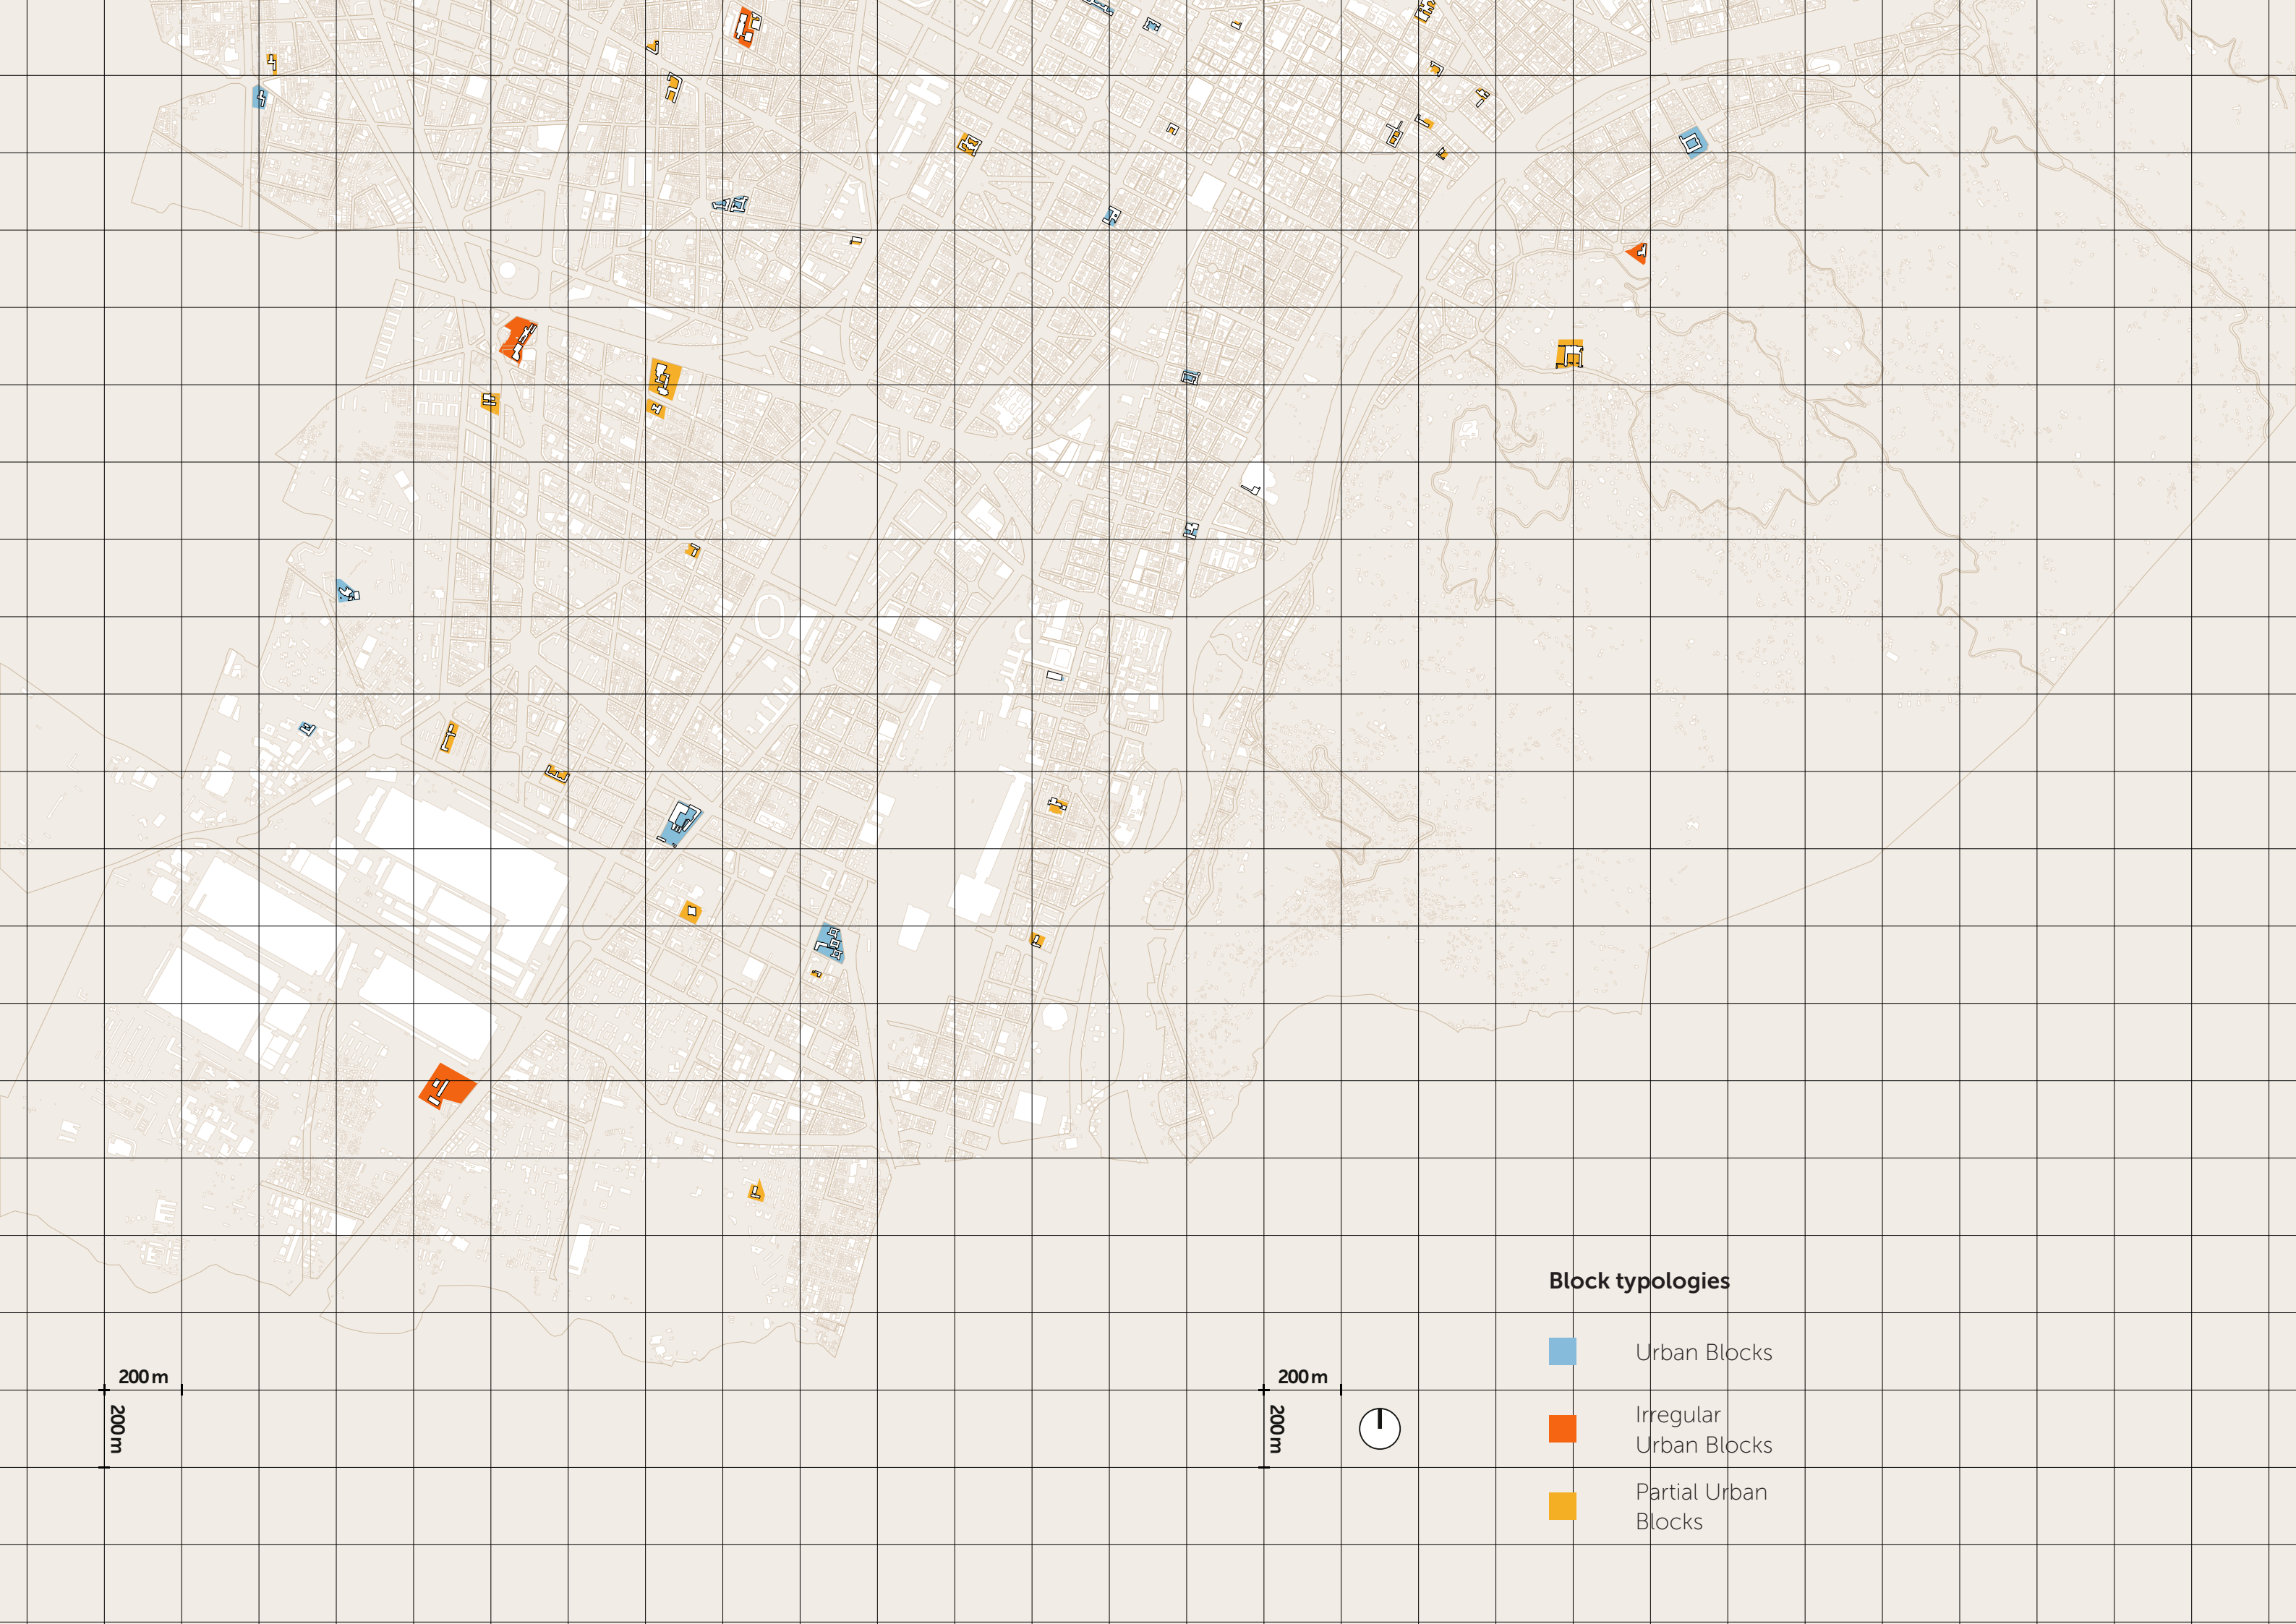 Block typologies
Urban Blocks
Irregular
Urban Blocks
Partial Urban
Blocks
200 m
200 m
200 m
200 m